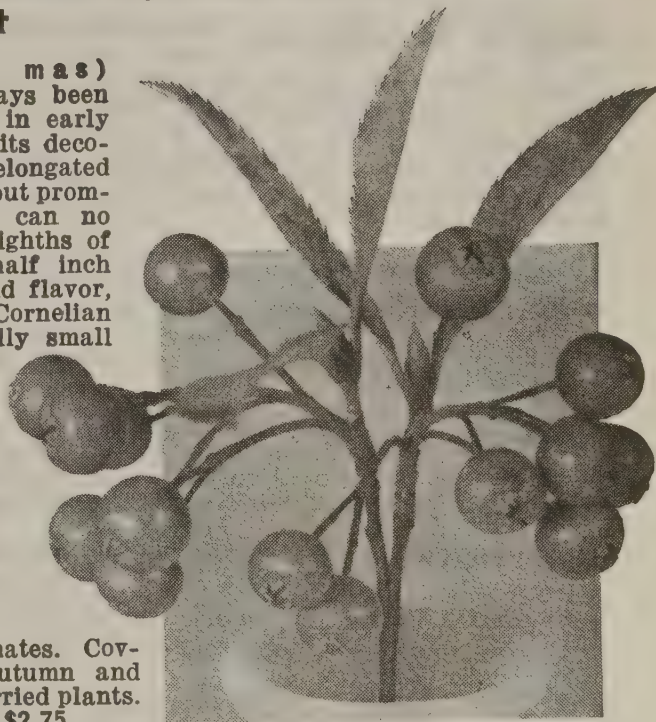 t
mas)
ays been
in early
its deco-
elongated
out prom-
can no
ighths of
half inch
d flavor,
Cornelian
lly small
nates. Cov-
utumn and
rried plants.
$2.75